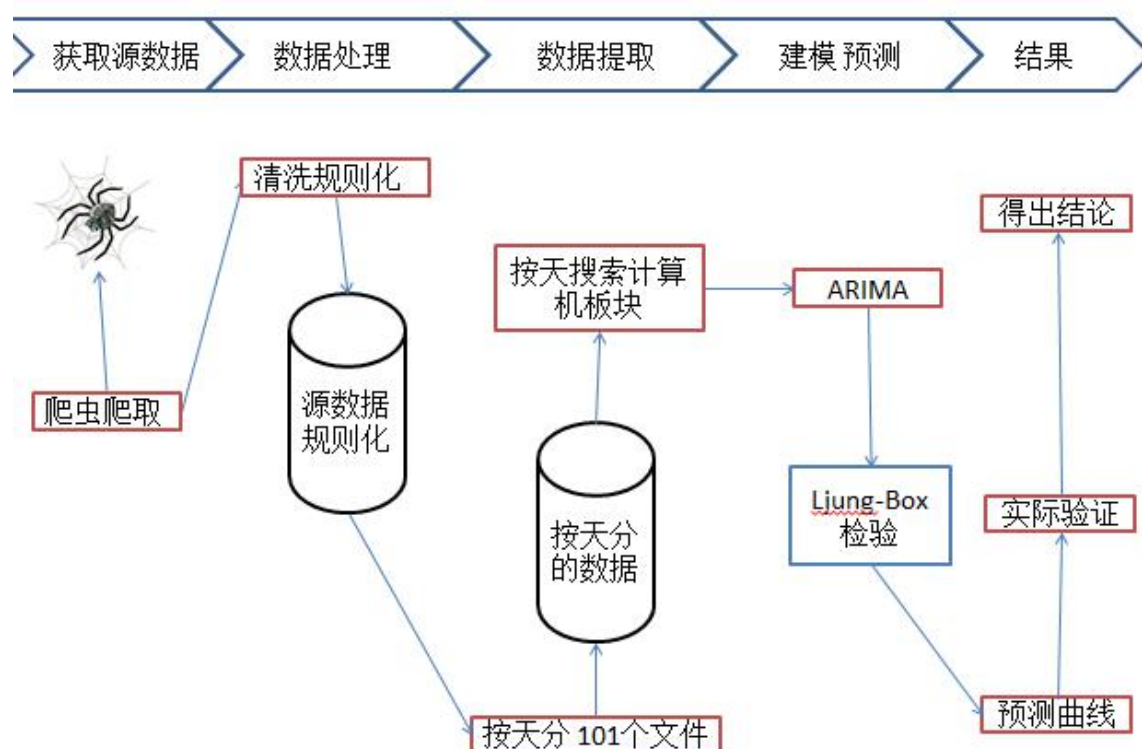 获取源数据
数据处理
数据提取
建模 预测
结果
清洗规则化
得出结论
按天搜索计算
机板块
ARIMA
爬虫爬取
源数据
规则化
Ljung-Box
检验
实际验证
按天分
的数据
预测曲线
按天分 101个文件